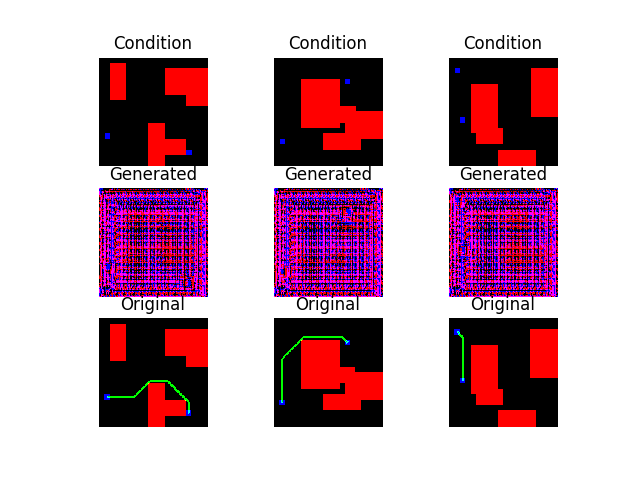 Condition Condition Condition
Generated Generated Generated
Original Original Original